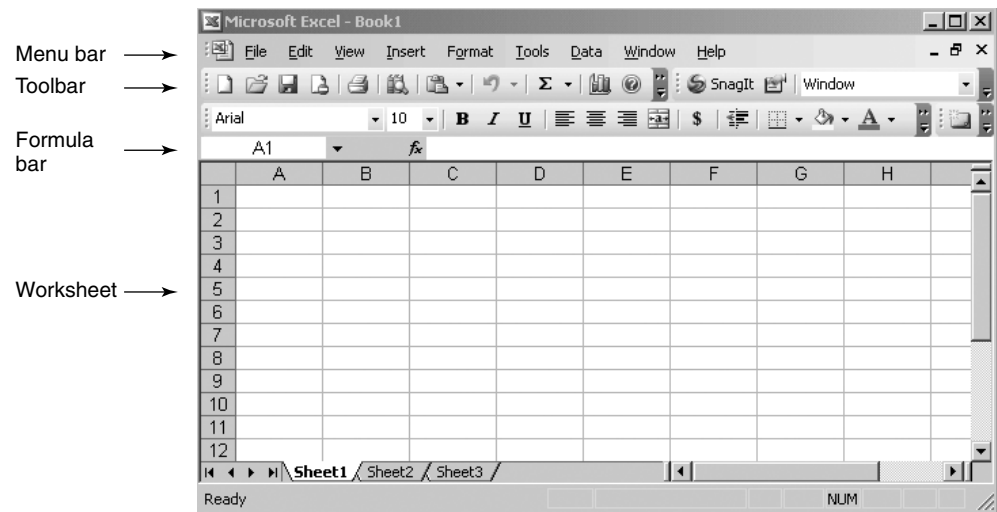 Microsoft Excel - Book1
Menu bar
File Edit View Insert Format Tools Data Window Help
Toolbar
SnagIt Window
Arial 10 B I U $ A
Formula
bar
A1 fx
A B C D E F G H
1
2
3
4
Worksheet
5
6
7
8
9
10
11
12
Sheet1 Sheet2 Sheet3
Ready NUM